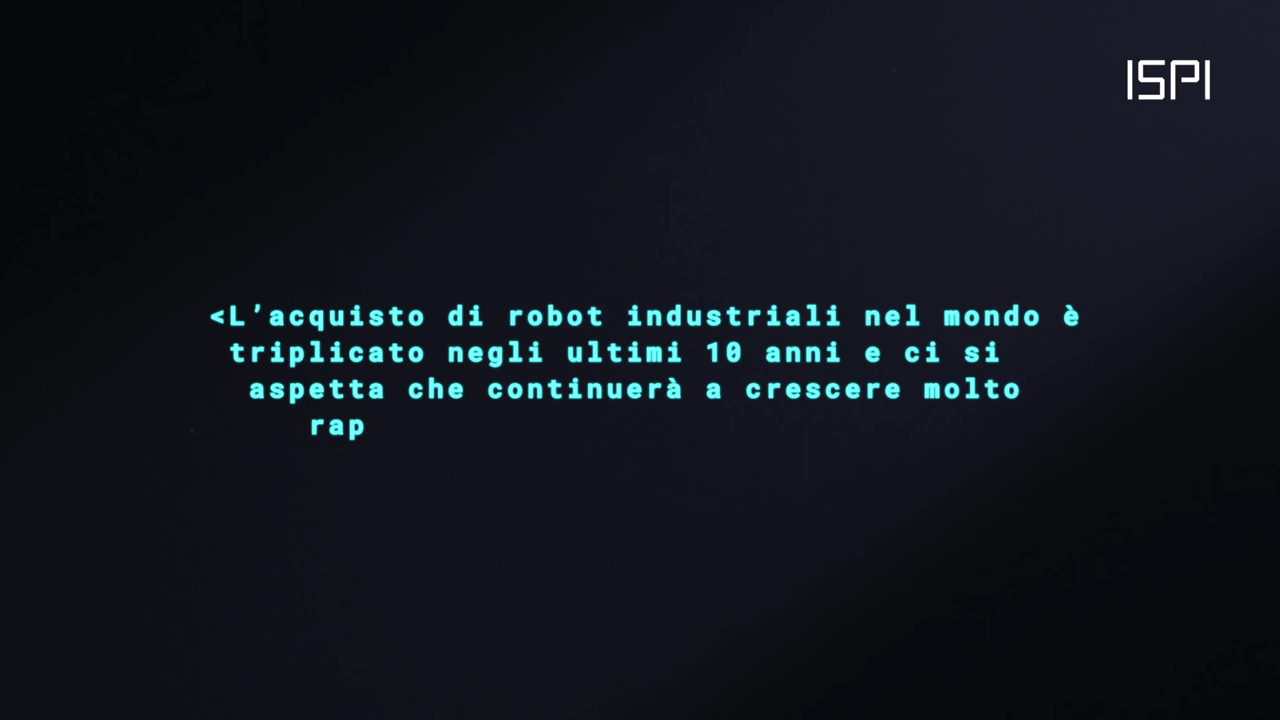 ISPI
<L’acquisto di robot industriali nel mondo è
triplicato negli ultimi 10 anni e ci si
aspetta che continuerà a crescere molto
rap